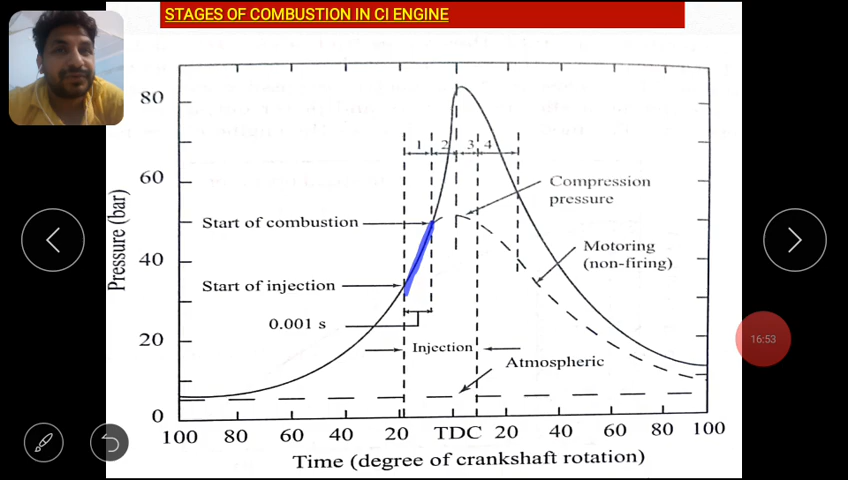 STAGES OF COMBUSTION IN CI ENGINE
80
60
40
20
0
Pressure (bar)
1 2 3 4
Compression
pressure
Start of combustion
Motoring
(non-firing)
Start of injection
0.001 s
Injection
Atmospheric
100 80 60 40 20 TDC 20 40 60 80 100
Time (degree of crankshaft rotation)
16:53